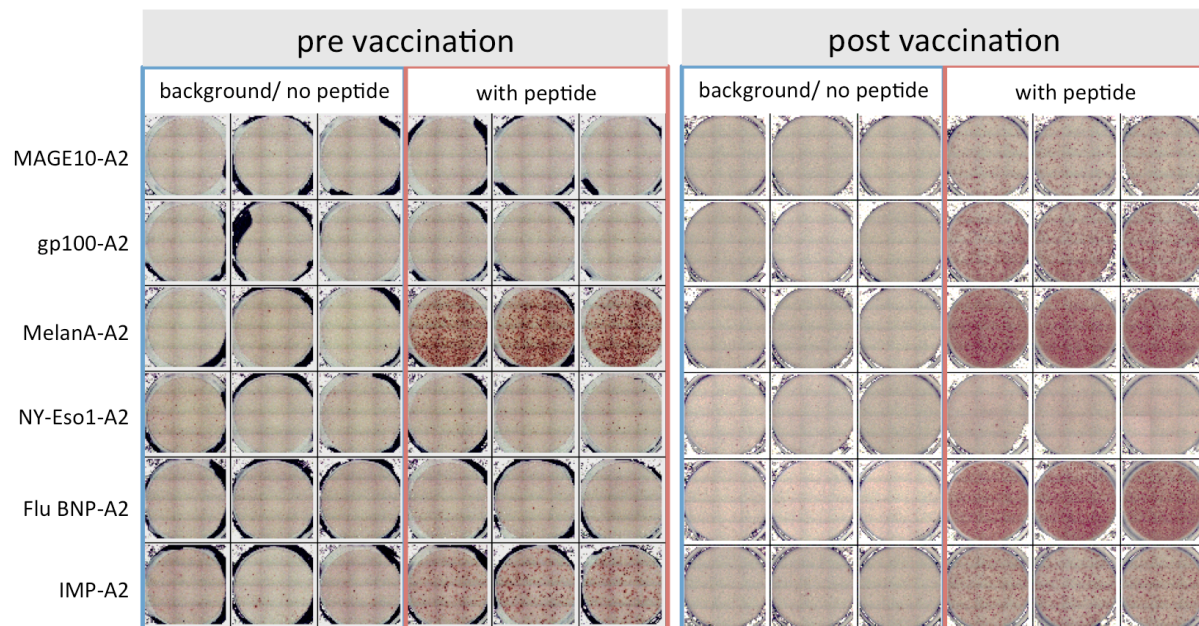 pre vaccination
post vaccination
background/ no peptide
with peptide
background/ no peptide
with peptide
MAGE10-A2
gp100-A2
MelanA-A2
NY-Eso1-A2
Flu BNP-A2
IMP-A2